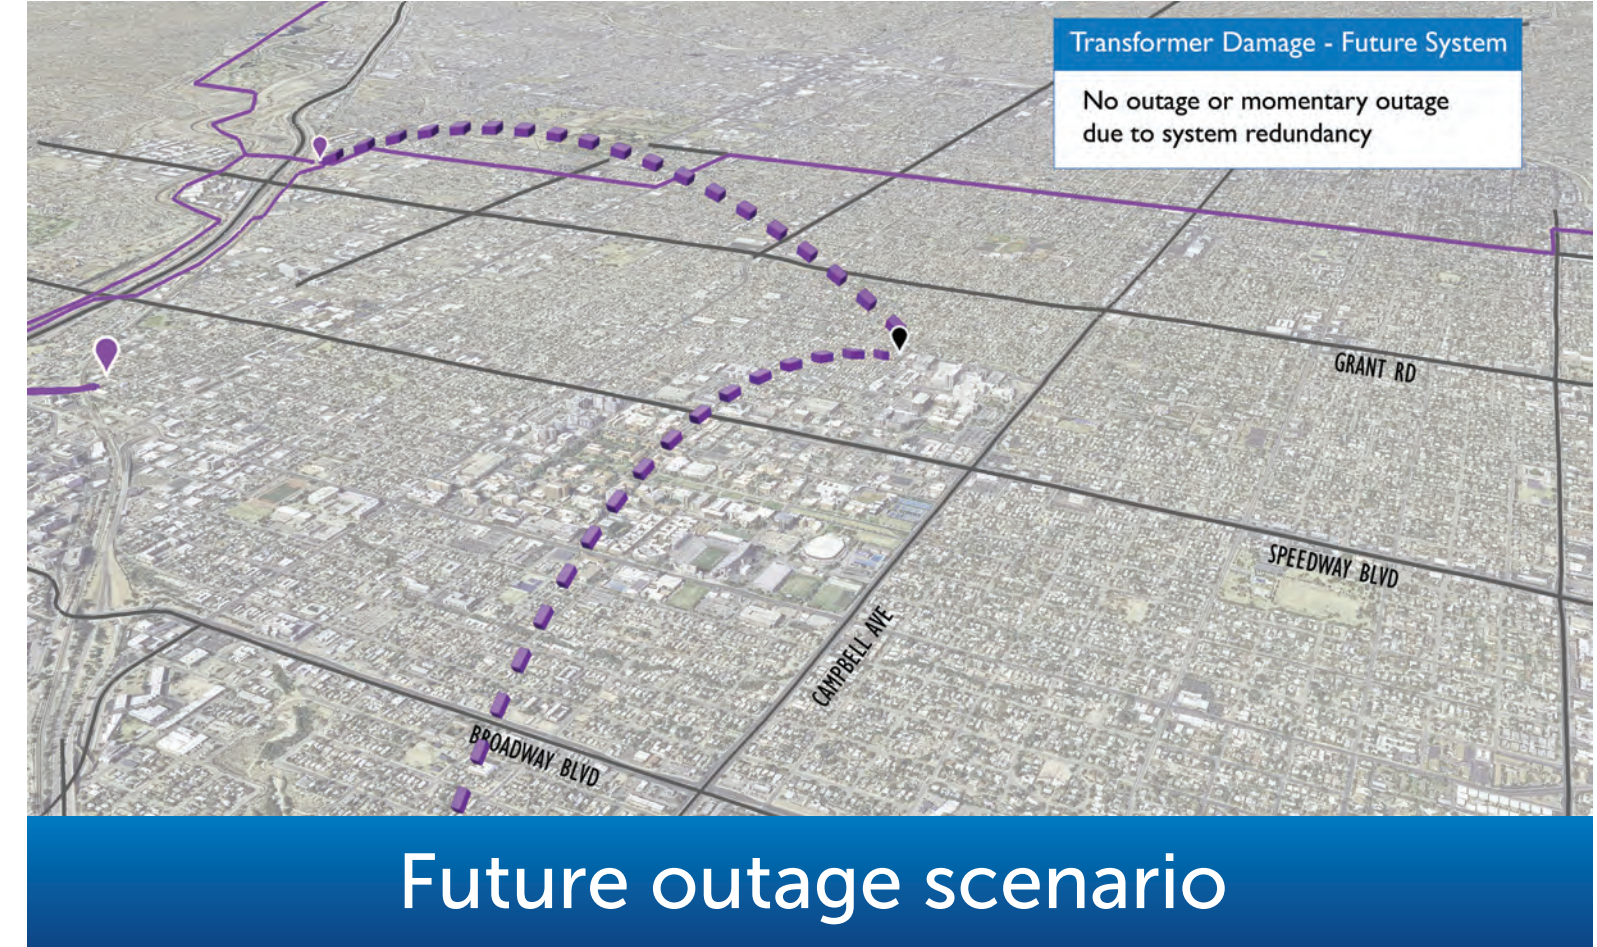 Transformer Damage - Future System
No outage or momentary outage
due to system redundancy
GRANT RD
SPEEDWAY BLVD
CAMPBELL AVE
BROADWAY BLVD
Future outage scenario